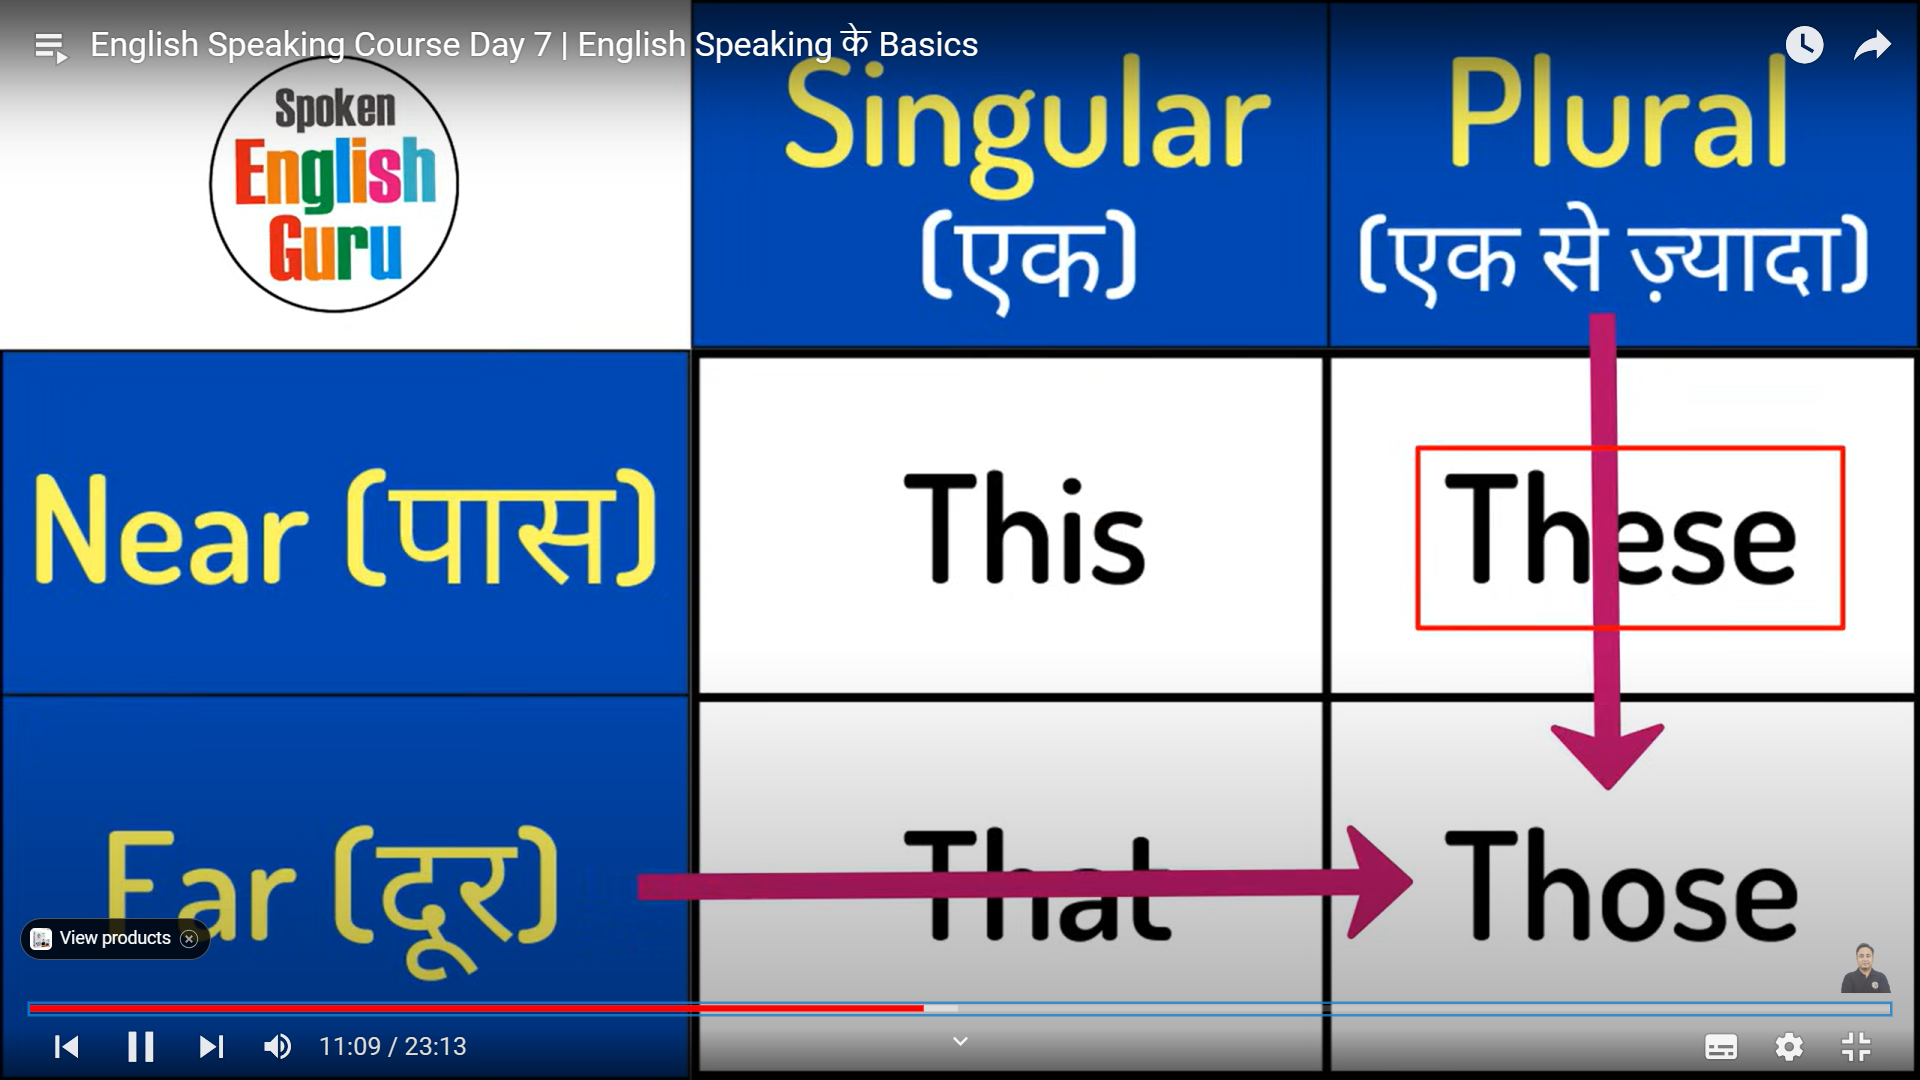 English Speaking Course Day 7 | English Speaking के Basics
Spoken
English
Guru
Singular
(एक)
Plural
(एक से ज़्यादा)
Near (पास)
This
These
Far (दूर)
That
Those
View products
11:09 / 23:13